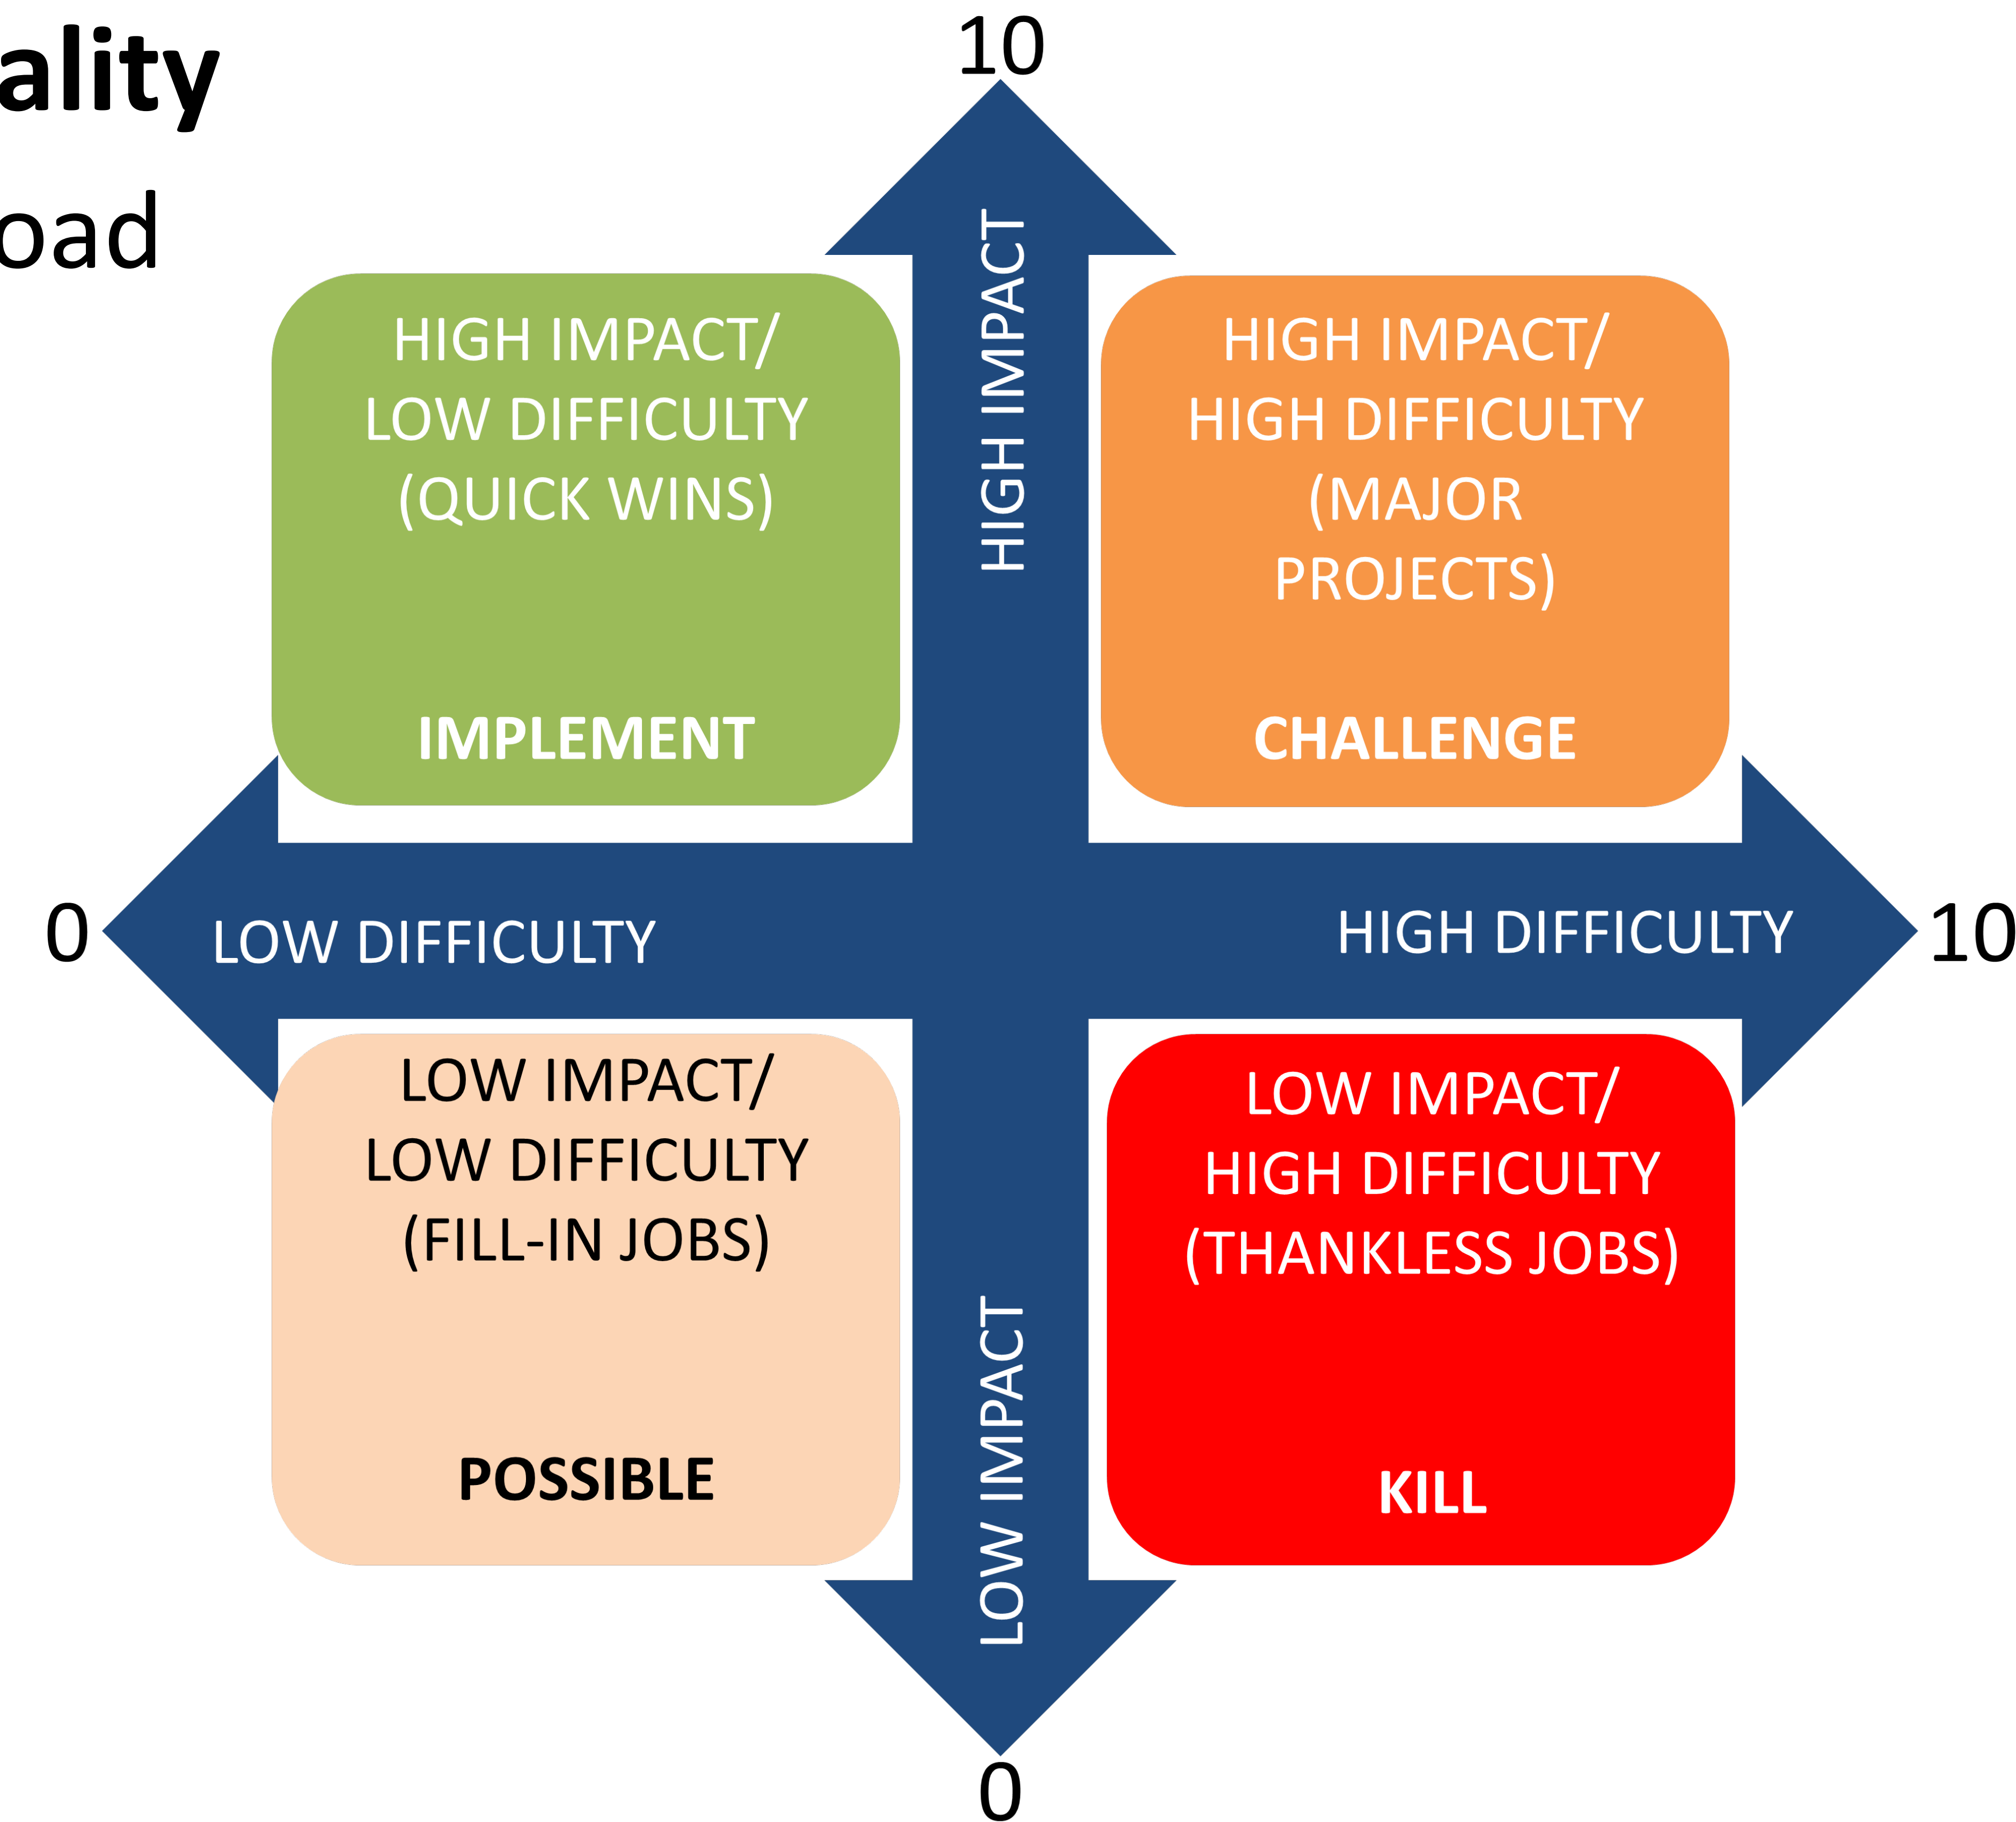 ality
oad
10
HIGH IMPACT
HIGH IMPACT/
LOW DIFFICULTY
(QUICK WINS)
IMPLEMENT
HIGH IMPACT/
HIGH DIFFICULTY
(MAJOR
PROJECTS)
CHALLENGE
0
LOW DIFFICULTY
HIGH DIFFICULTY
10
LOW IMPACT/
LOW DIFFICULTY
(FILL-IN JOBS)
POSSIBLE
LOW IMPACT
LOW IMPACT/
HIGH DIFFICULTY
(THANKLESS JOBS)
KILL
0